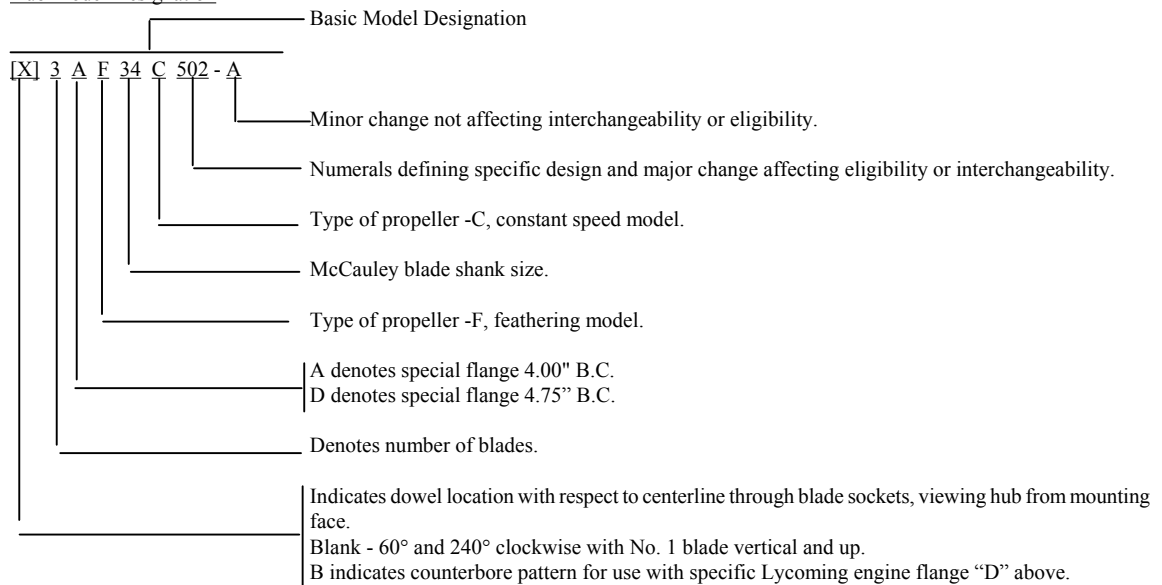 Basic Model Designation
[X] 3 A F 34 C 502 - A
Minor change not affecting interchangeability or eligibility.
Numerals defining specific design and major change affecting eligibility or interchangeability.
Type of propeller -C, constant speed model.
McCauley blade shank size.
Type of propeller -F, feathering model.
A denotes special flange 4.00" B.C.
D denotes special flange 4.75” B.C.
Denotes number of blades.
Indicates dowel location with respect to centerline through blade sockets, viewing hub from mounting
face.
Blank - 60° and 240° clockwise with No. 1 blade vertical and up.
B indicates counterbore pattern for use with specific Lycoming engine flange “D” above.